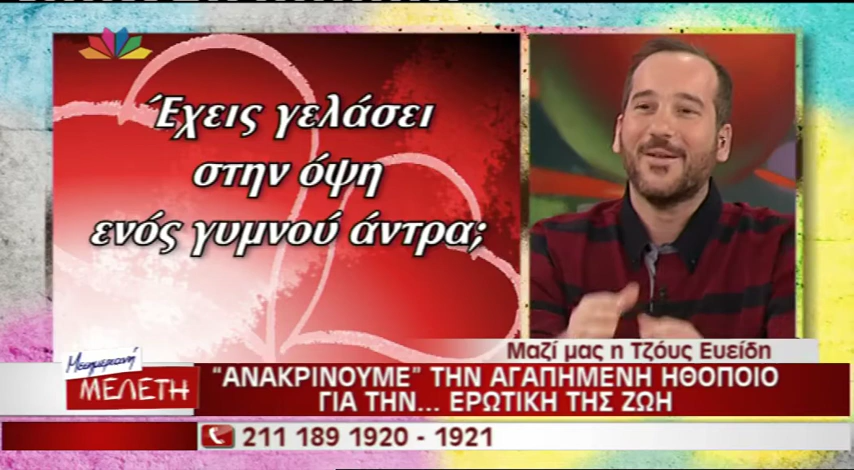 Έχεις γελάσει
στην όψη
ενός γυμνού άντρα;
Μαζί μας η Τζόυς Ευείδη
Μεσημεριανή
ΜΕΛΕΤΗ
“ΑΝΑΚΡΙΝΟΥΜΕ” ΤΗΝ ΑΓΑΠΗΜΕΝΗ ΗΘΟΠΟΙΟ
ΓΙΑ ΤΗΝ... ΕΡΩΤΙΚΗ ΤΗΣ ΖΩΗ
211 189 1920 - 1921